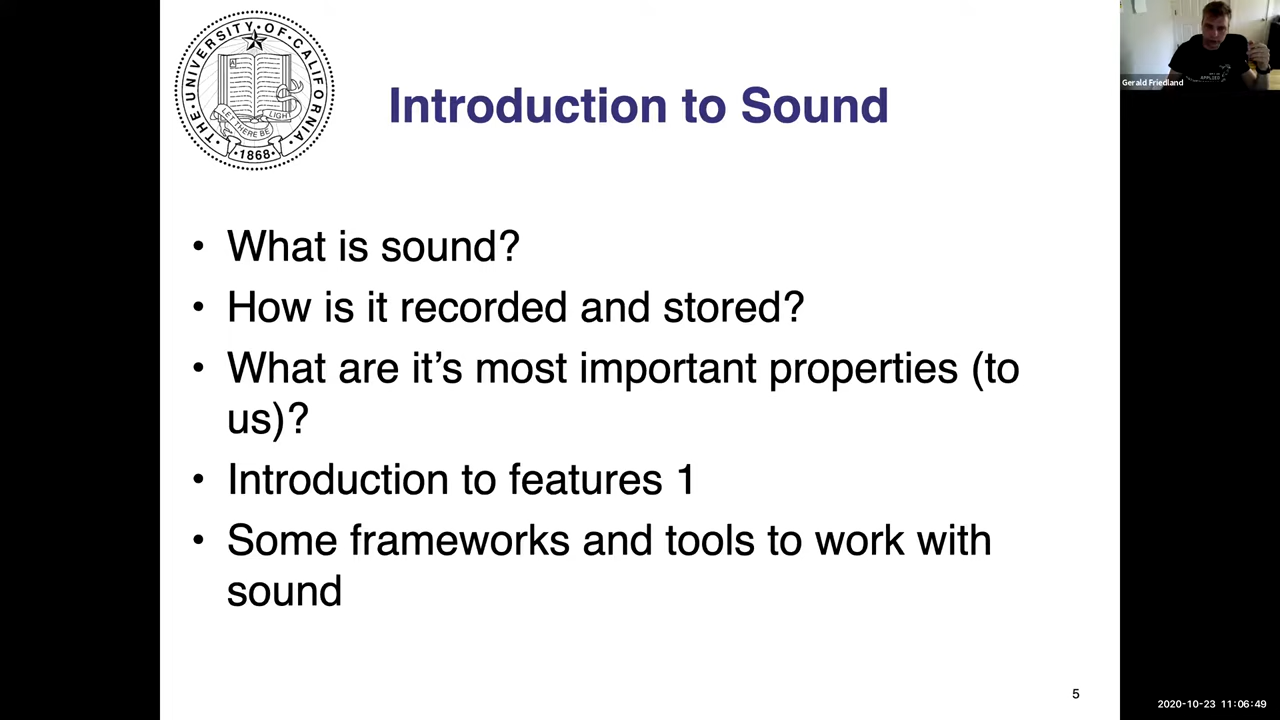 THE·UNIVERSITY·OF·CALIFORNIA
A
LET THERE BE LIGHT
·1868·
Introduction to Sound
Gerald Friedland
APPLIED
• What is sound?
• How is it recorded and stored?
• What are it’s most important properties (to
us)?
• Introduction to features 1
• Some frameworks and tools to work with
sound
5
2020-10-23 11:06:49